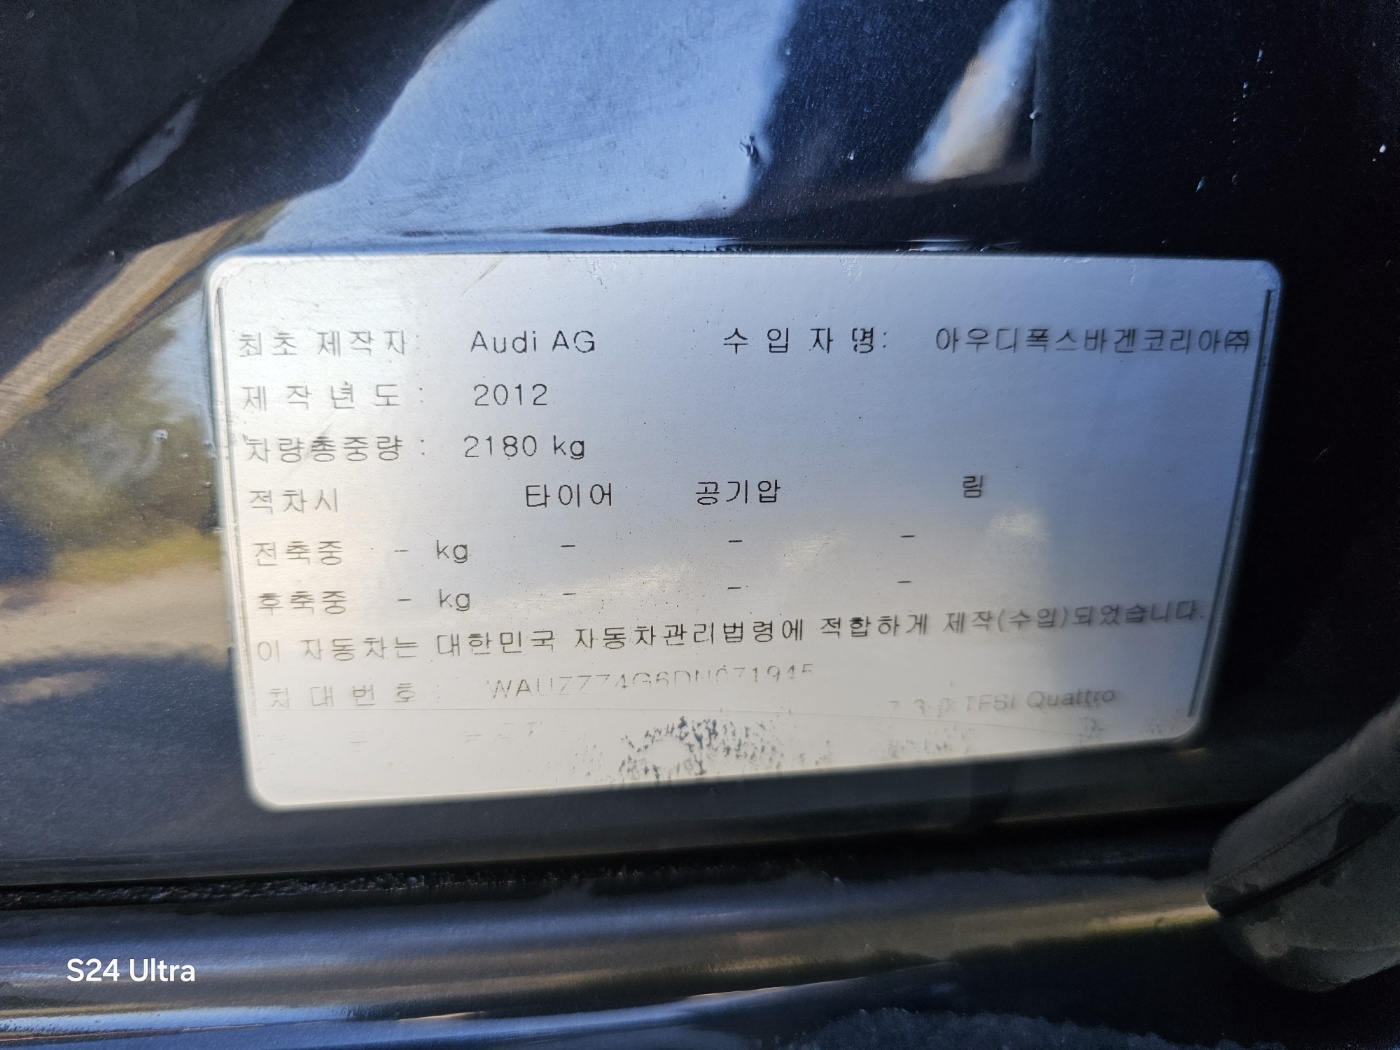 최초 제작자: Audi AG 수 입 자 명: 아우디폭스바겐코리아㈜
제 작 년 도 : 2012
차량총중량 : 2180 kg
적차시 타이어 공기압 림
전축중 - kg - - -
후축중 - kg - - -
이 자동차는 대한민국 자동차관리법령에 적합하게 제작(수입)되었습니다.
차 대 번 호 :
TFSI Quattro
S24 Ultra